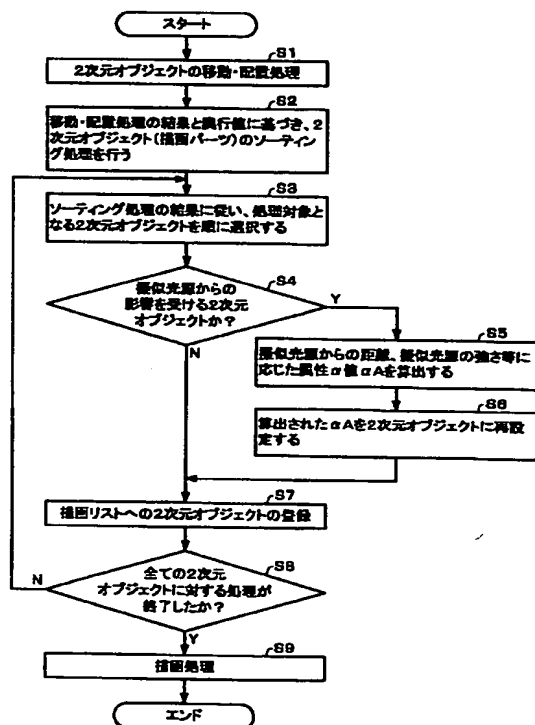 スタート
S1
2次元オブジェクトの移動・配置処理
S2
移動・配置処理の結果と奥行値に基づき、2
次元オブジェクト(描画パーツ)のソーティン
グ処理を行う
S3
ソーティング処理の結果に従い、処理対象と
なる2次元オブジェクトを順に選択する
S4
擬似光源からの
影響を受ける2次元
オブジェクトか?
Y
N
S5
擬似光源からの距離、擬似光源の強さ等に
応じた属性α値αAを算出する
S6
算出されたαAを2次元オブジェクトに再設
定する
S7
描画リストへの2次元オブジェクトの登録
S8
全ての2次元
オブジェクトに対する処理が
終了したか?
N
Y
S9
描画処理
エンド